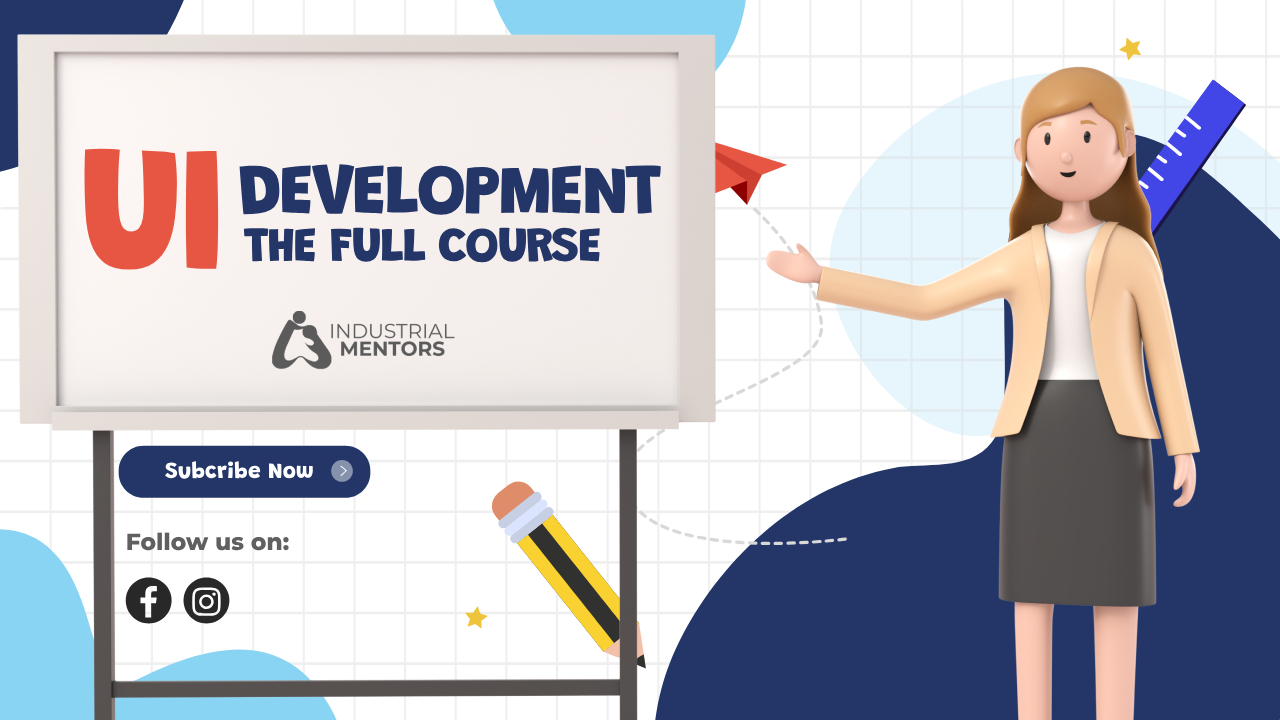 UI DEVELOPMENT
THE FULL COURSE
INDUSTRIAL
MENTORS
Subcribe Now
Follow us on: